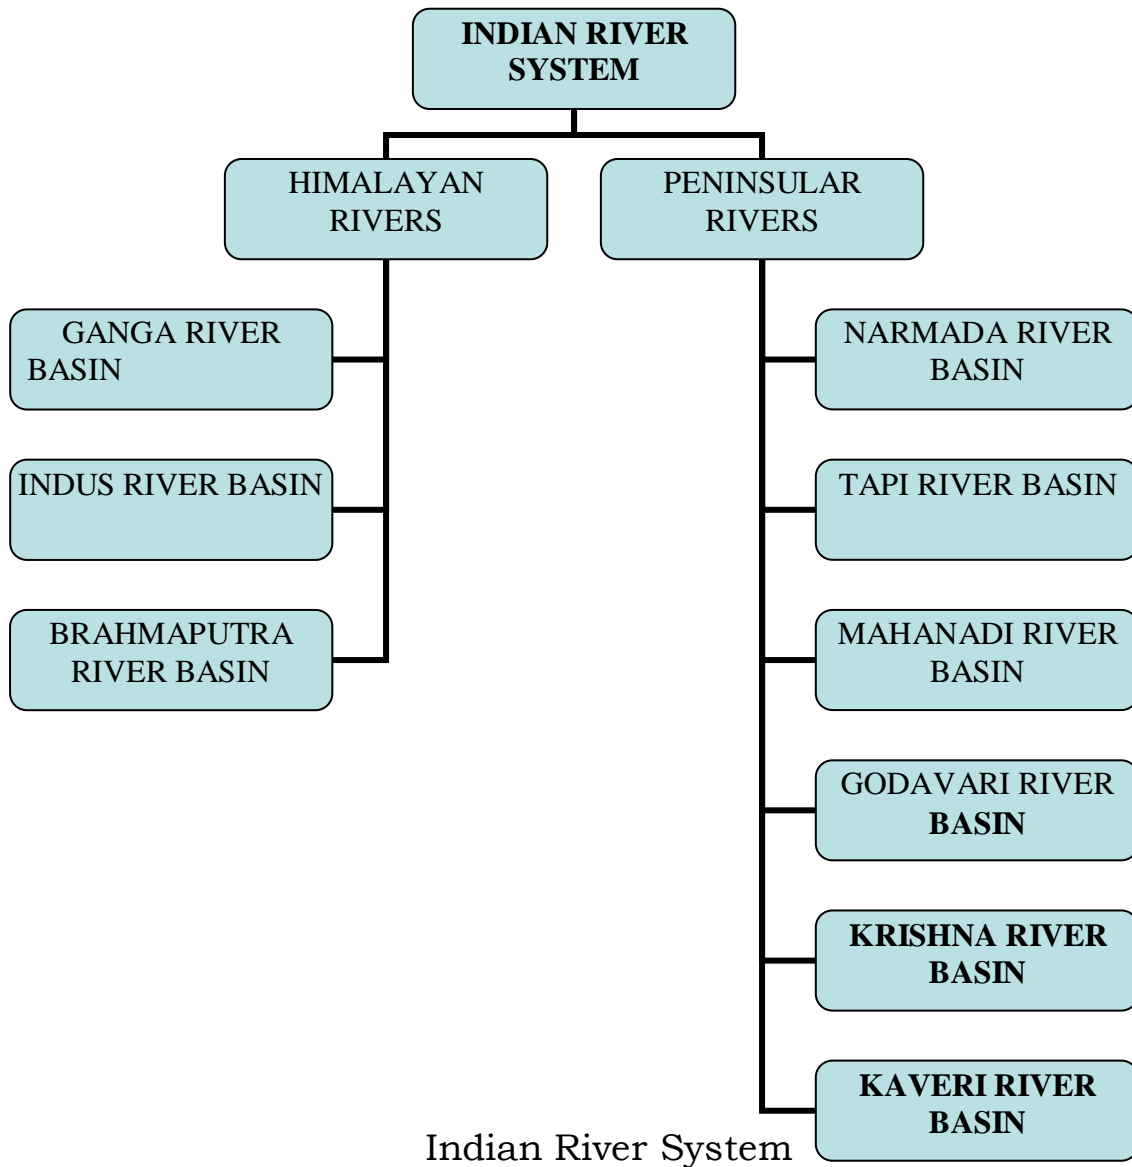 INDIAN RIVER
SYSTEM
HIMALAYAN
RIVERS
PENINSULAR
RIVERS
GANGA RIVER
BASIN
INDUS RIVER BASIN
BRAHMAPUTRA
RIVER BASIN
NARMADA RIVER
BASIN
TAPI RIVER BASIN
MAHANADI RIVER
BASIN
GODAVARI RIVER
BASIN
KRISHNA RIVER
BASIN
KAVERI RIVER
BASIN
Indian River System